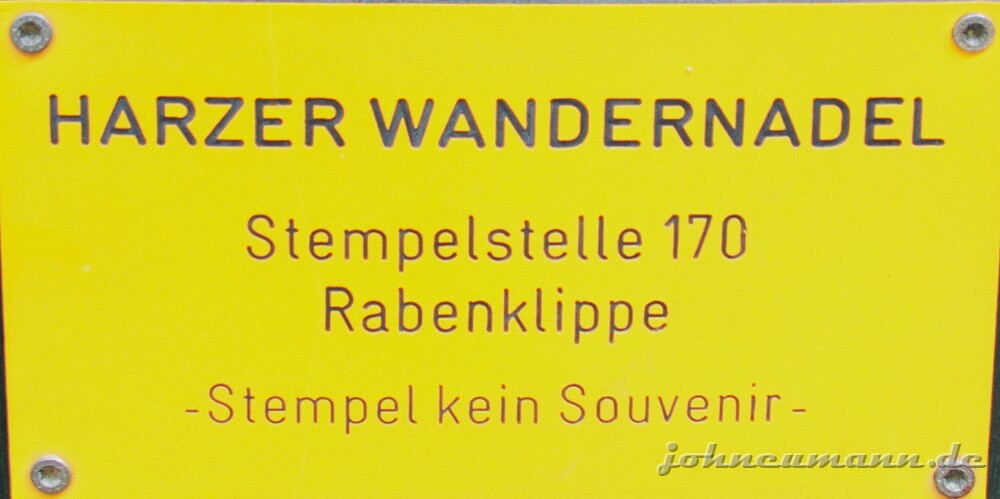 HARZER WANDERNADEL
Stempelstelle 170
Rabenklippe
-Stempel kein Souvenir-
johneumann.de